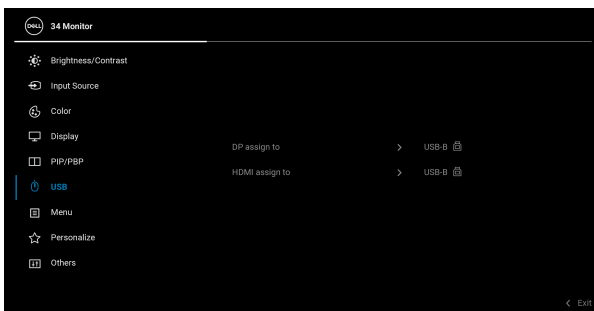 DELL 34 Monitor
Brightness/Contrast
Input Source
Color
Display
DP assign to USB-B
PIP/PBP
HDMI assign to USB-B
USB
Menu
Personalize
Others
Exit